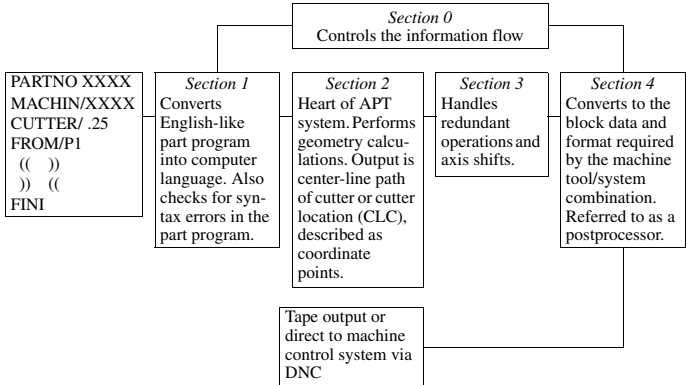 Section 0
Controls the information flow
PARTNO XXXX
MACHIN/XXXX
CUTTER/ .25
FROM/P1
(( ))
)) ((
FINI
Section 1
Converts
English-like
part program
into computer
language. Also
checks for syn-
tax errors in the
part program.
Section 2
Heart of APT
system. Performs
geometry calcu-
lations. Output is
center-line path
of cutter or cutter
location (CLC),
described as
coordinate
points.
Section 3
Handles
redundant
operations and
axis shifts.
Section 4
Converts to the
block data and
format required
by the machine
tool/system
combination.
Referred to as a
postprocessor.
Tape output or
direct to machine
control system via
DNC